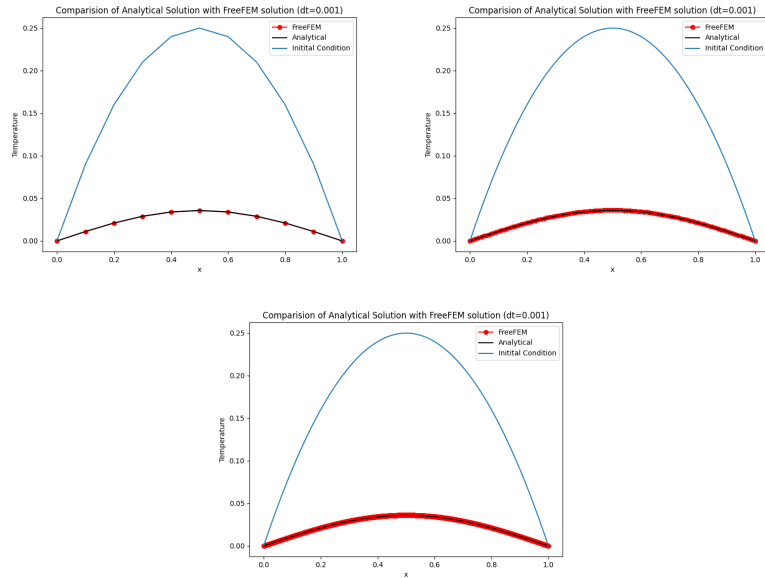 Comparision of Analytical Solution with FreeFEM solution (dt=0.001)
FreeFEM
Analytical
Initital Condition
Temperature
0.25
0.20
0.15
0.10
0.05
0.00
0.0 0.2 0.4 0.6 0.8 1.0
x
Comparision of Analytical Solution with FreeFEM solution (dt=0.001)
FreeFEM
Analytical
Initital Condition
Temperature
0.25
0.20
0.15
0.10
0.05
0.00
0.0 0.2 0.4 0.6 0.8 1.0
x
Comparision of Analytical Solution with FreeFEM solution (dt=0.001)
FreeFEM
Analytical
Initital Condition
Temperature
0.25
0.20
0.15
0.10
0.05
0.00
0.0 0.2 0.4 0.6 0.8 1.0
x